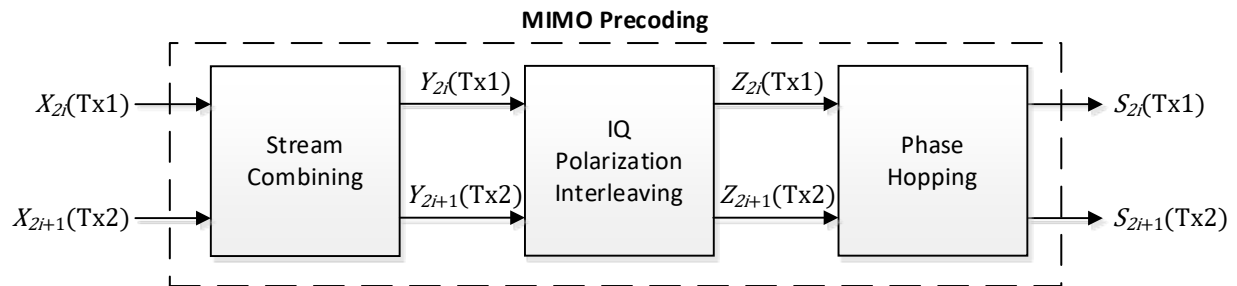 MIMO Precoding
X2i(Tx1)
X2i+1(Tx2)
Stream
Combining
Y2i(Tx1)
Y2i+1(Tx2)
IQ
Polarization
Interleaving
Z2i(Tx1)
Z2i+1(Tx2)
Phase
Hopping
S2i(Tx1)
S2i+1(Tx2)